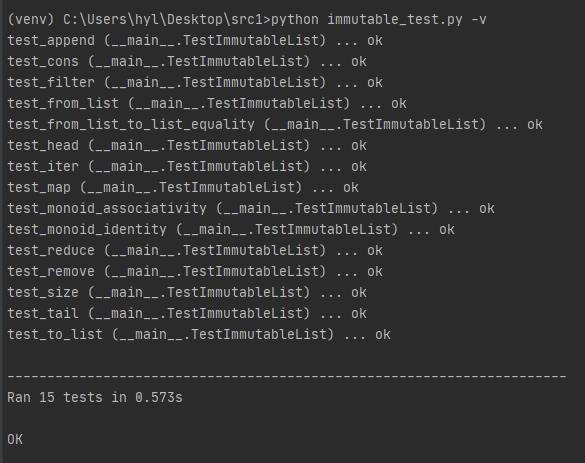 (venv) C:\Users\hyl\Desktop\src1>python immutable_test.py -v
test_append (__main__.TestImmutableList) ... ok
test_cons (__main__.TestImmutableList) ... ok
test_filter (__main__.TestImmutableList) ... ok
test_from_list (__main__.TestImmutableList) ... ok
test_from_list_to_list_equality (__main__.TestImmutableList) ... ok
test_head (__main__.TestImmutableList) ... ok
test_iter (__main__.TestImmutableList) ... ok
test_map (__main__.TestImmutableList) ... ok
test_monoid_associativity (__main__.TestImmutableList) ... ok
test_monoid_identity (__main__.TestImmutableList) ... ok
test_reduce (__main__.TestImmutableList) ... ok
test_remove (__main__.TestImmutableList) ... ok
test_size (__main__.TestImmutableList) ... ok
test_tail (__main__.TestImmutableList) ... ok
test_to_list (__main__.TestImmutableList) ... ok
----------------------------------------------------------------------
Ran 15 tests in 0.573s
OK